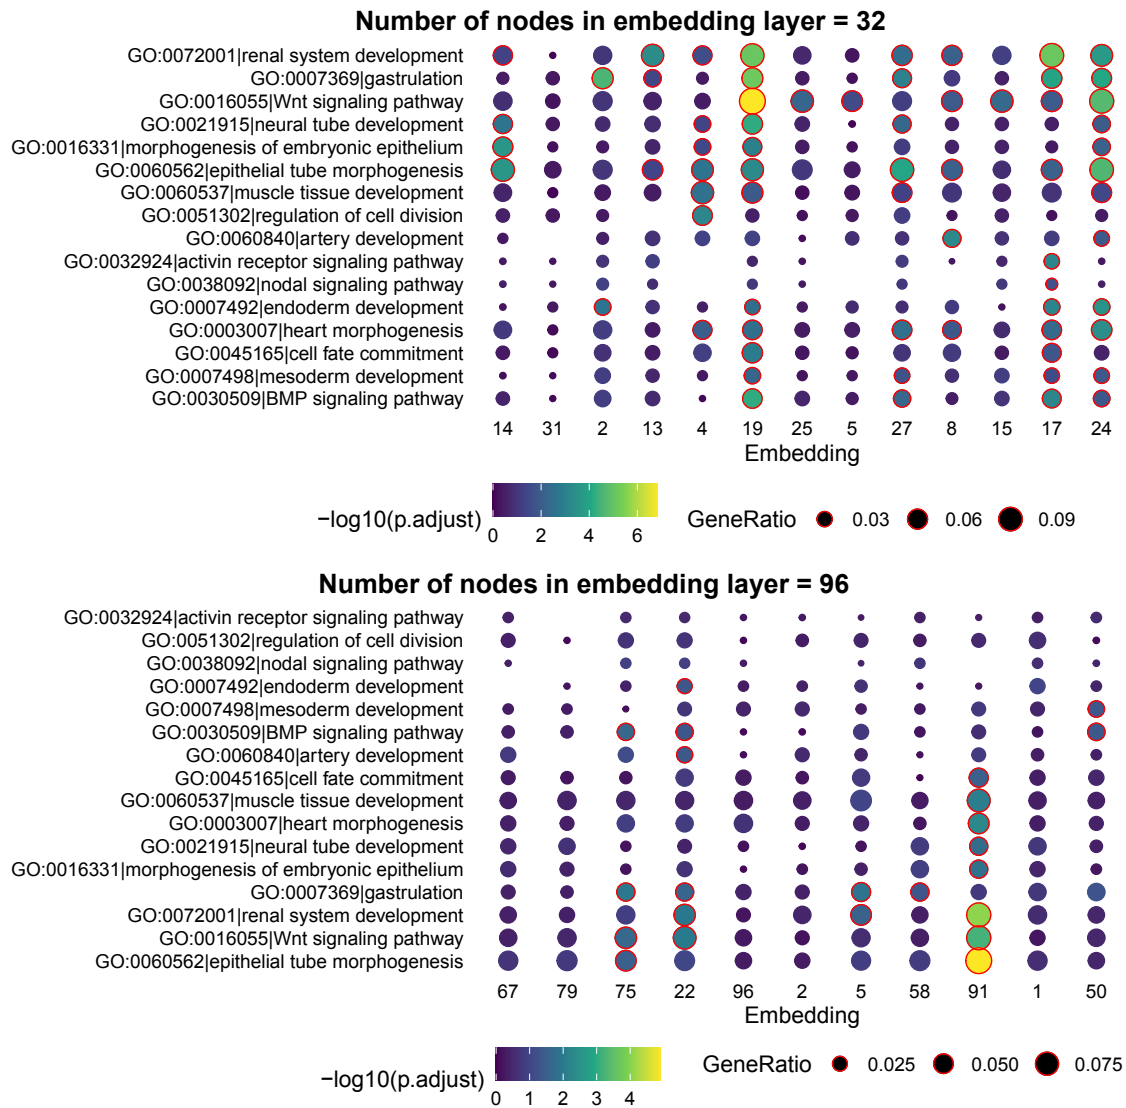 Number of nodes in embedding layer = 32
GO:0072001|renal system development
GO:0007369|gastrulation
GO:0016055|Wnt signaling pathway
GO:0021915|neural tube development
GO:0016331|morphogenesis of embryonic epithelium
GO:0060562|epithelial tube morphogenesis
GO:0060537|muscle tissue development
GO:0051302|regulation of cell division
GO:0060840|artery development
GO:0032924|activin receptor signaling pathway
GO:0038092|nodal signaling pathway
GO:0007492|endoderm development
GO:0003007|heart morphogenesis
GO:0045165|cell fate commitment
GO:0007498|mesoderm development
GO:0030509|BMP signaling pathway
14 31 2 13 4 19 25 5 27 8 15 17 24
Embedding
−log10(p.adjust) GeneRatio 0.03 0.06 0.09
0 2 4 6
Number of nodes in embedding layer = 96
GO:0032924|activin receptor signaling pathway
GO:0051302|regulation of cell division
GO:0038092|nodal signaling pathway
GO:0007492|endoderm development
GO:0007498|mesoderm development
GO:0030509|BMP signaling pathway
GO:0060840|artery development
GO:0045165|cell fate commitment
GO:0060537|muscle tissue development
GO:0003007|heart morphogenesis
GO:0021915|neural tube development
GO:0016331|morphogenesis of embryonic epithelium
GO:0007369|gastrulation
GO:0072001|renal system development
GO:0016055|Wnt signaling pathway
GO:0060562|epithelial tube morphogenesis
67 79 75 22 96 2 5 58 91 1 50
Embedding
−log10(p.adjust) GeneRatio 0.025 0.050 0.075
0 1 2 3 4